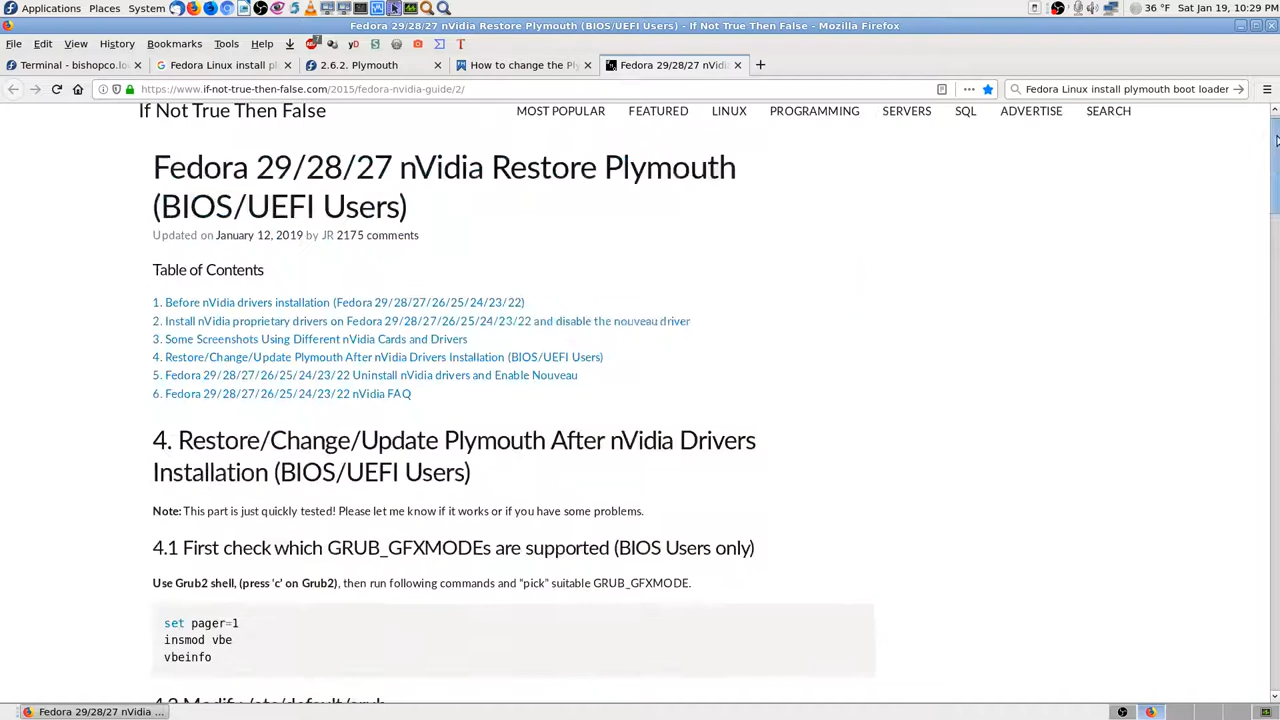 Applications Places System 36 °F Sat Jan 19, 10:29 PM
Fedora 29/28/27 nVidia Restore Plymouth (BIOS/UEFI Users) - If Not True Then False - Mozilla Firefox
File Edit View History Bookmarks Tools Help 7 yD S T
Terminal - bishopco.lo Fedora Linux install pl 2.6.2. Plymouth How to change the Ply Fedora 29/28/27 nVidi
https://www.if-not-true-then-false.com/2015/fedora-nvidia-guide/2/ Fedora Linux install plymouth boot loader
If Not True Then False MOST POPULAR FEATURED LINUX PROGRAMMING SERVERS SQL ADVERTISE SEARCH
Fedora 29/28/27 nVidia Restore Plymouth
(BIOS/UEFI Users)
Updated on January 12, 2019 by JR 2175 comments
Table of Contents
1. Before nVidia drivers installation (Fedora 29/28/27/26/25/24/23/22)
2. Install nVidia proprietary drivers on Fedora 29/28/27/26/25/24/23/22 and disable the nouveau driver
3. Some Screenshots Using Different nVidia Cards and Drivers
4. Restore/Change/Update Plymouth After nVidia Drivers Installation (BIOS/UEFI Users)
5. Fedora 29/28/27/26/25/24/23/22 Uninstall nVidia drivers and Enable Nouveau
6. Fedora 29/28/27/26/25/24/23/22 nVidia FAQ
4. Restore/Change/Update Plymouth After nVidia Drivers
Installation (BIOS/UEFI Users)
Note: This part is just quickly tested! Please let me know if it works or if you have some problems.
4.1 First check which GRUB_GFXMODEs are supported (BIOS Users only)
Use Grub2 shell, (press 'c' on Grub2), then run following commands and "pick" suitable GRUB_GFXMODE.
set pager=1
insmod vbe
vbeinfo
4.2 Modify /etc/default/grub
Fedora 29/28/27 nVidia ...